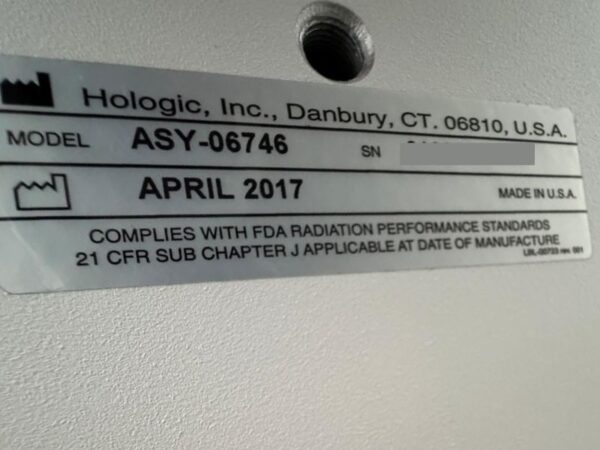 Hologic, Inc., Danbury, CT. 06810, U.S.A.
MODEL ASY-06746 SN
APRIL 2017 MADE IN U.S.A.
COMPLIES WITH FDA RADIATION PERFORMANCE STANDARDS
21 CFR SUB CHAPTER J APPLICABLE AT DATE OF MANUFACTURE